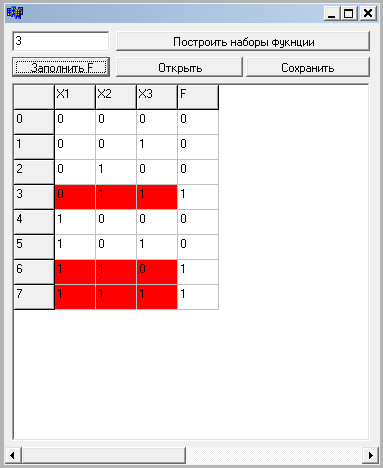 3 Построить наборы фукнции
Заполнить F Открыть Сохранить
X1 X2 X3 F
0 0 0 0 0
1 0 0 1 0
2 0 1 0 0
3 0 1 1 1
4 1 0 0 0
5 1 0 1 0
6 1 1 0 1
7 1 1 1 1